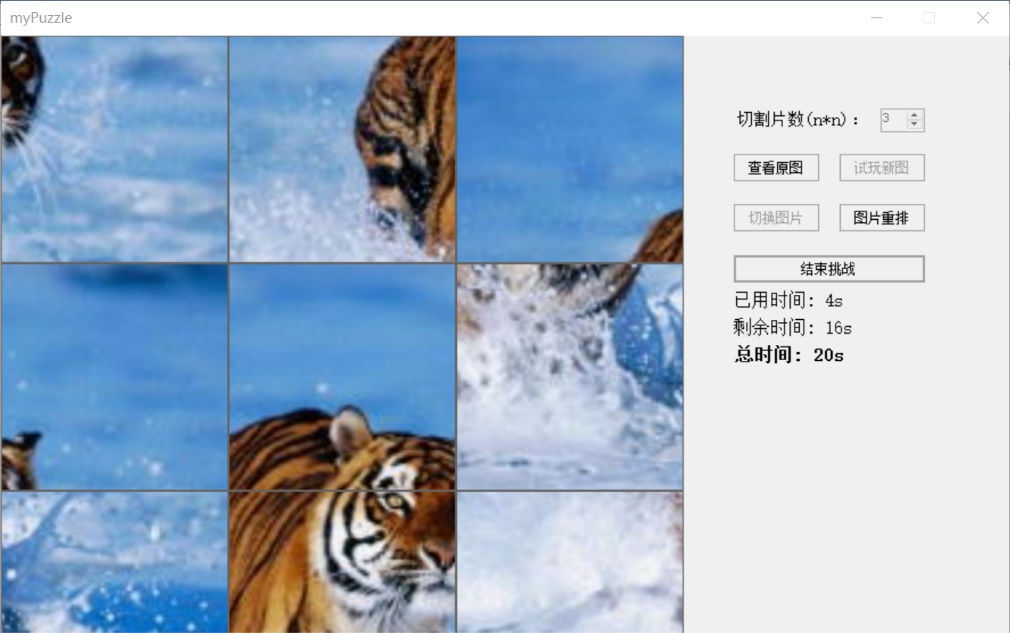 myPuzzle
切割片数(n*n)： 3
查看原图 试玩新图
切换图片 图片重排
结束挑战
已用时间: 4s
剩余时间: 16s
总时间: 20s